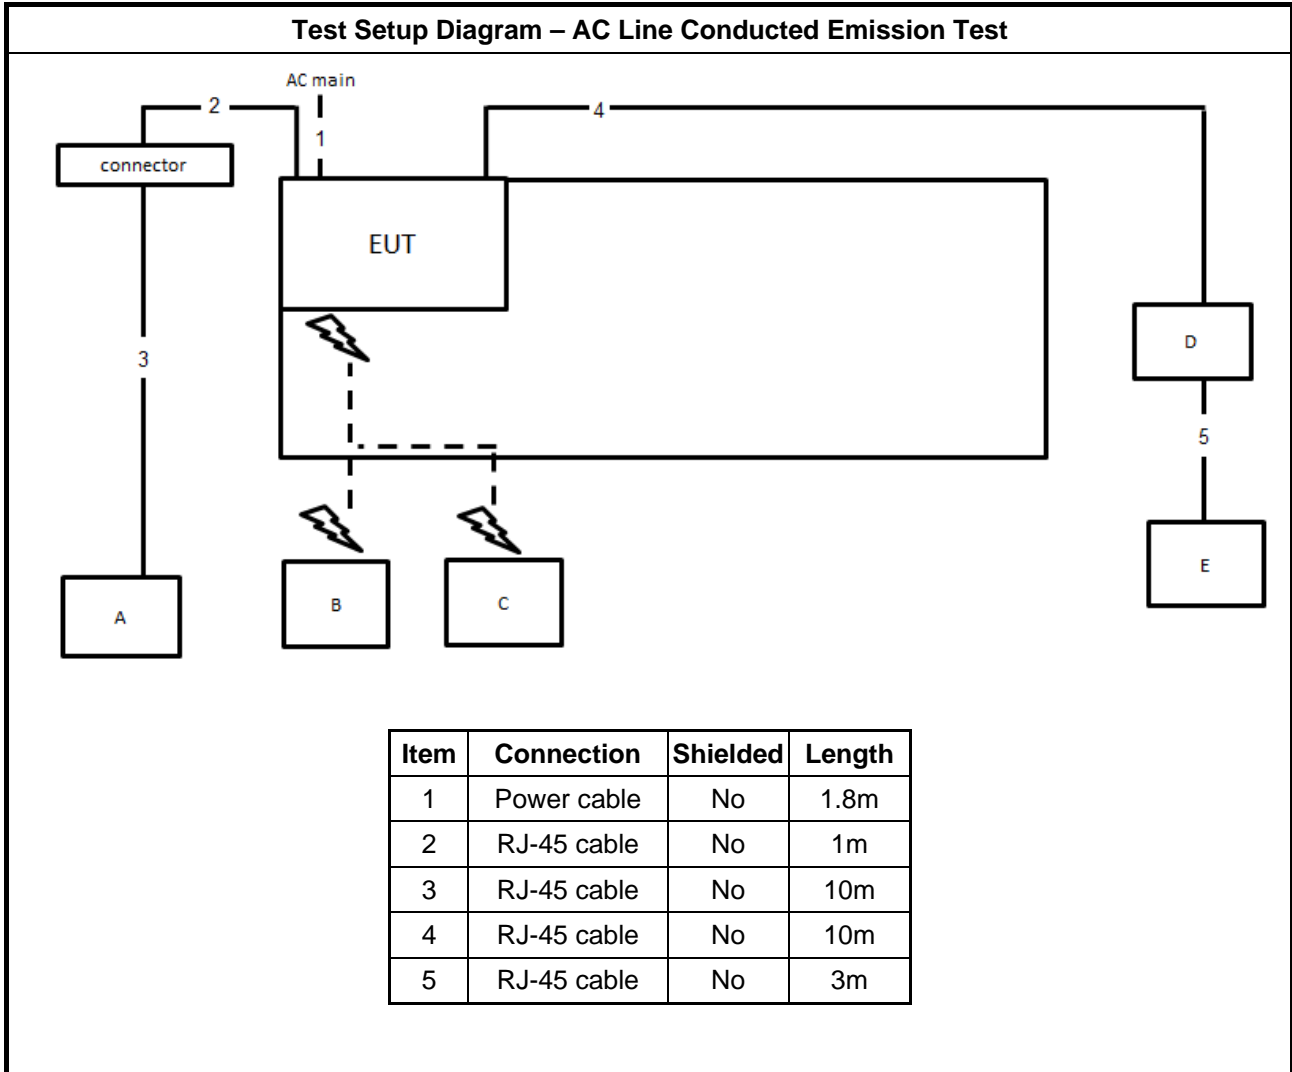 Test Setup Diagram – AC Line Conducted Emission Test
AC main
2
4
1
connector
EUT
3
D
5
E
A
B
C
Item Connection Shielded Length
1 Power cable No 1.8m
2 RJ-45 cable No 1m
3 RJ-45 cable No 10m
4 RJ-45 cable No 10m
5 RJ-45 cable No 3m